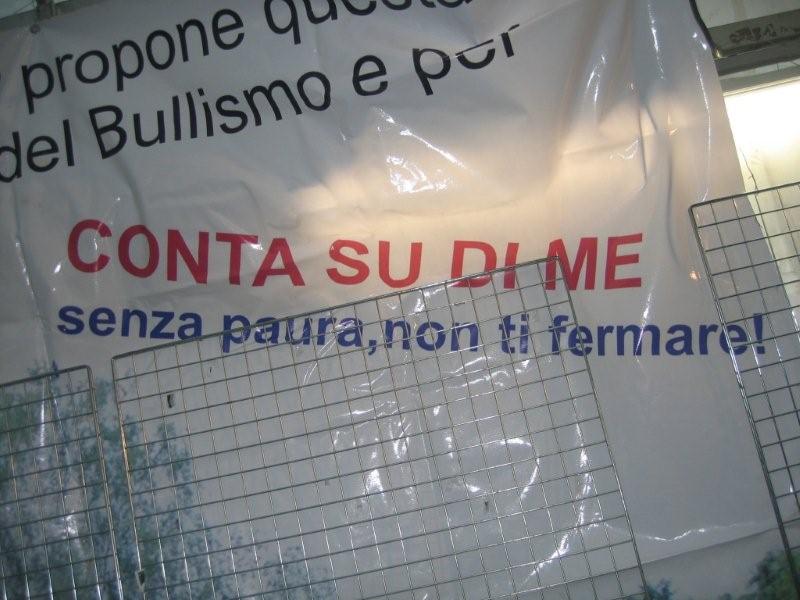 propone questa
del Bullismo e per
CONTA SU DI ME
senza paura,non ti fermare!